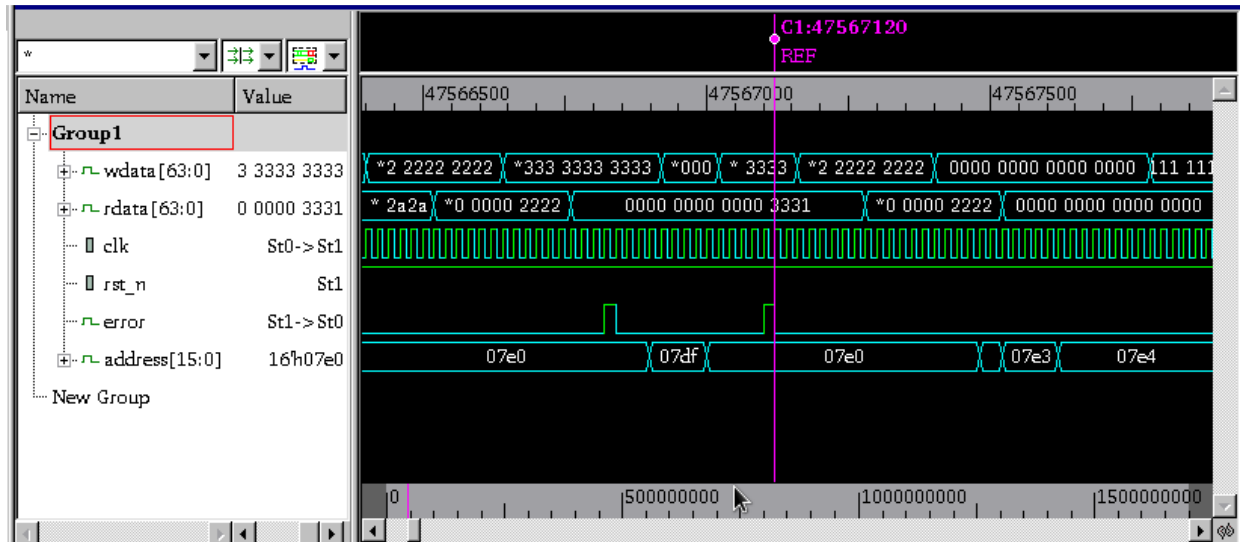 C1:47567120
REF
*
Name Value 47566500 47567000 47567500
Group1
wdata[63:0] 3 3333 3333 *2 2222 2222 *333 3333 3333 *000 * 3333 *2 2222 2222 0000 0000 0000 0000 111 111
rdata[63:0] 0 0000 3331 * 2a2a *0 0000 2222 0000 0000 0000 3331 *0 0000 2222 0000 0000 0000 0000
clk St0->St1
rst_n St1
error St1->St0
address[15:0] 16'h07e0 07e0 07df 07e0 07e3 07e4
New Group
0 500000000 1000000000 1500000000